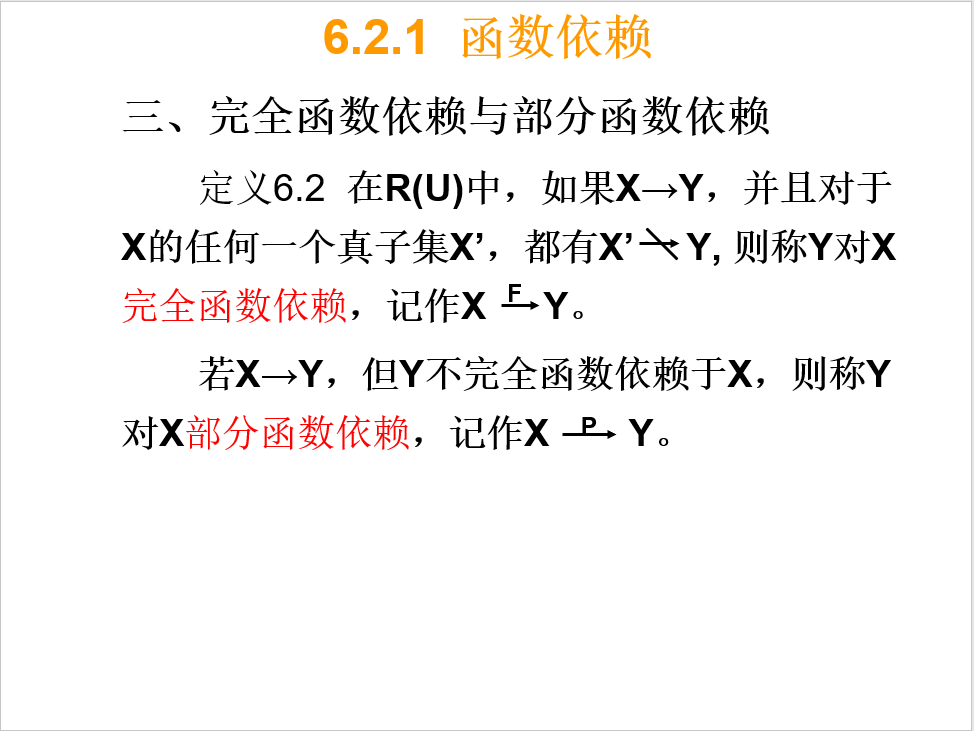 6.2.1 函数依赖
三、完全函数依赖与部分函数依赖
定义6.2 在R(U)中，如果X→Y，并且对于
X的任何一个真子集X’，都有X’↛Y, 则称Y对X
完全函数依赖，记作X F→ Y。
若X→Y，但Y不完全函数依赖于X，则称Y
对X部分函数依赖，记作X P→ Y。